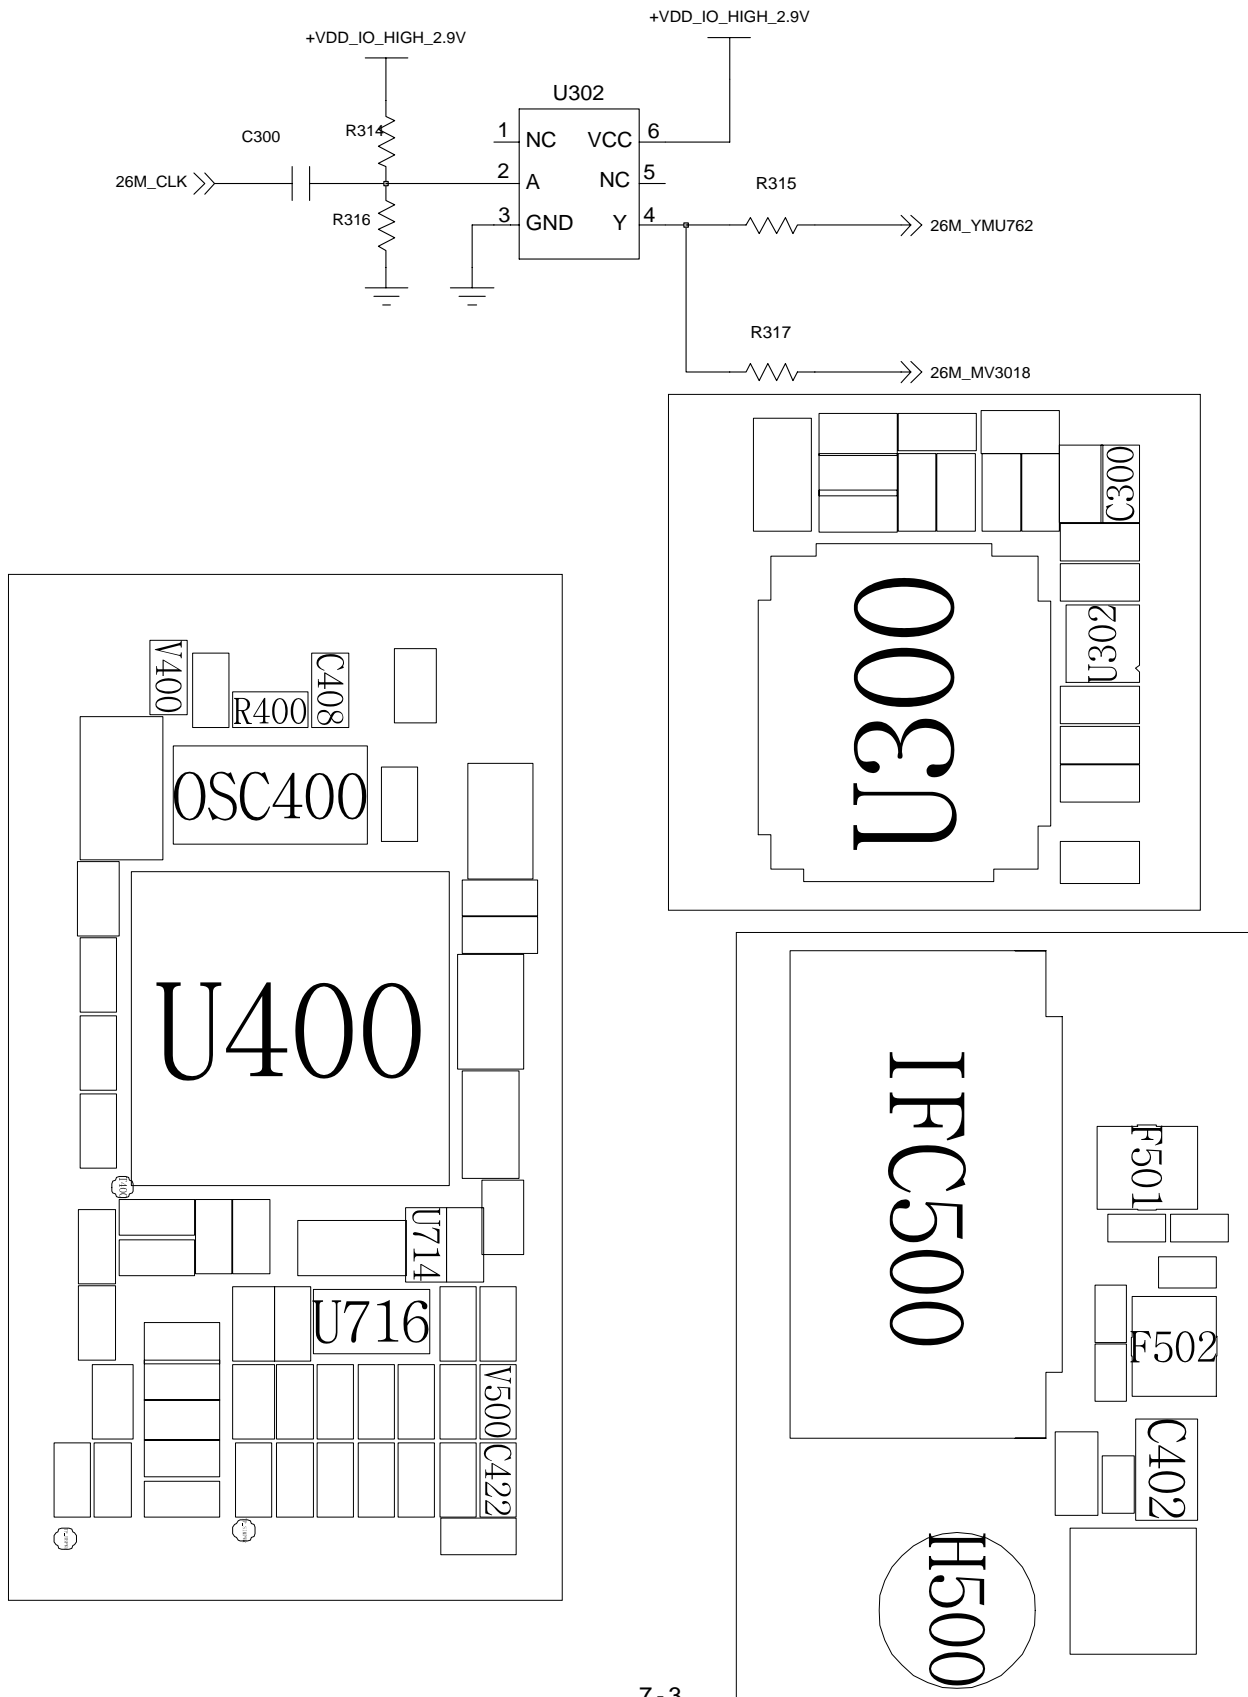 +VDD_IO_HIGH_2.9V
+VDD_IO_HIGH_2.9V
U302
C300
R314
1 NC VCC 6
26M_CLK
2 A NC 5
R315
R316
3 GND Y 4
26M_YMU762
R317
26M_MV3018
C300
U300
U302
V400
R400
C408
OSC400
U400
U714
U716
V500
C422
IFC500
F501
F502
C402
H500
7-3